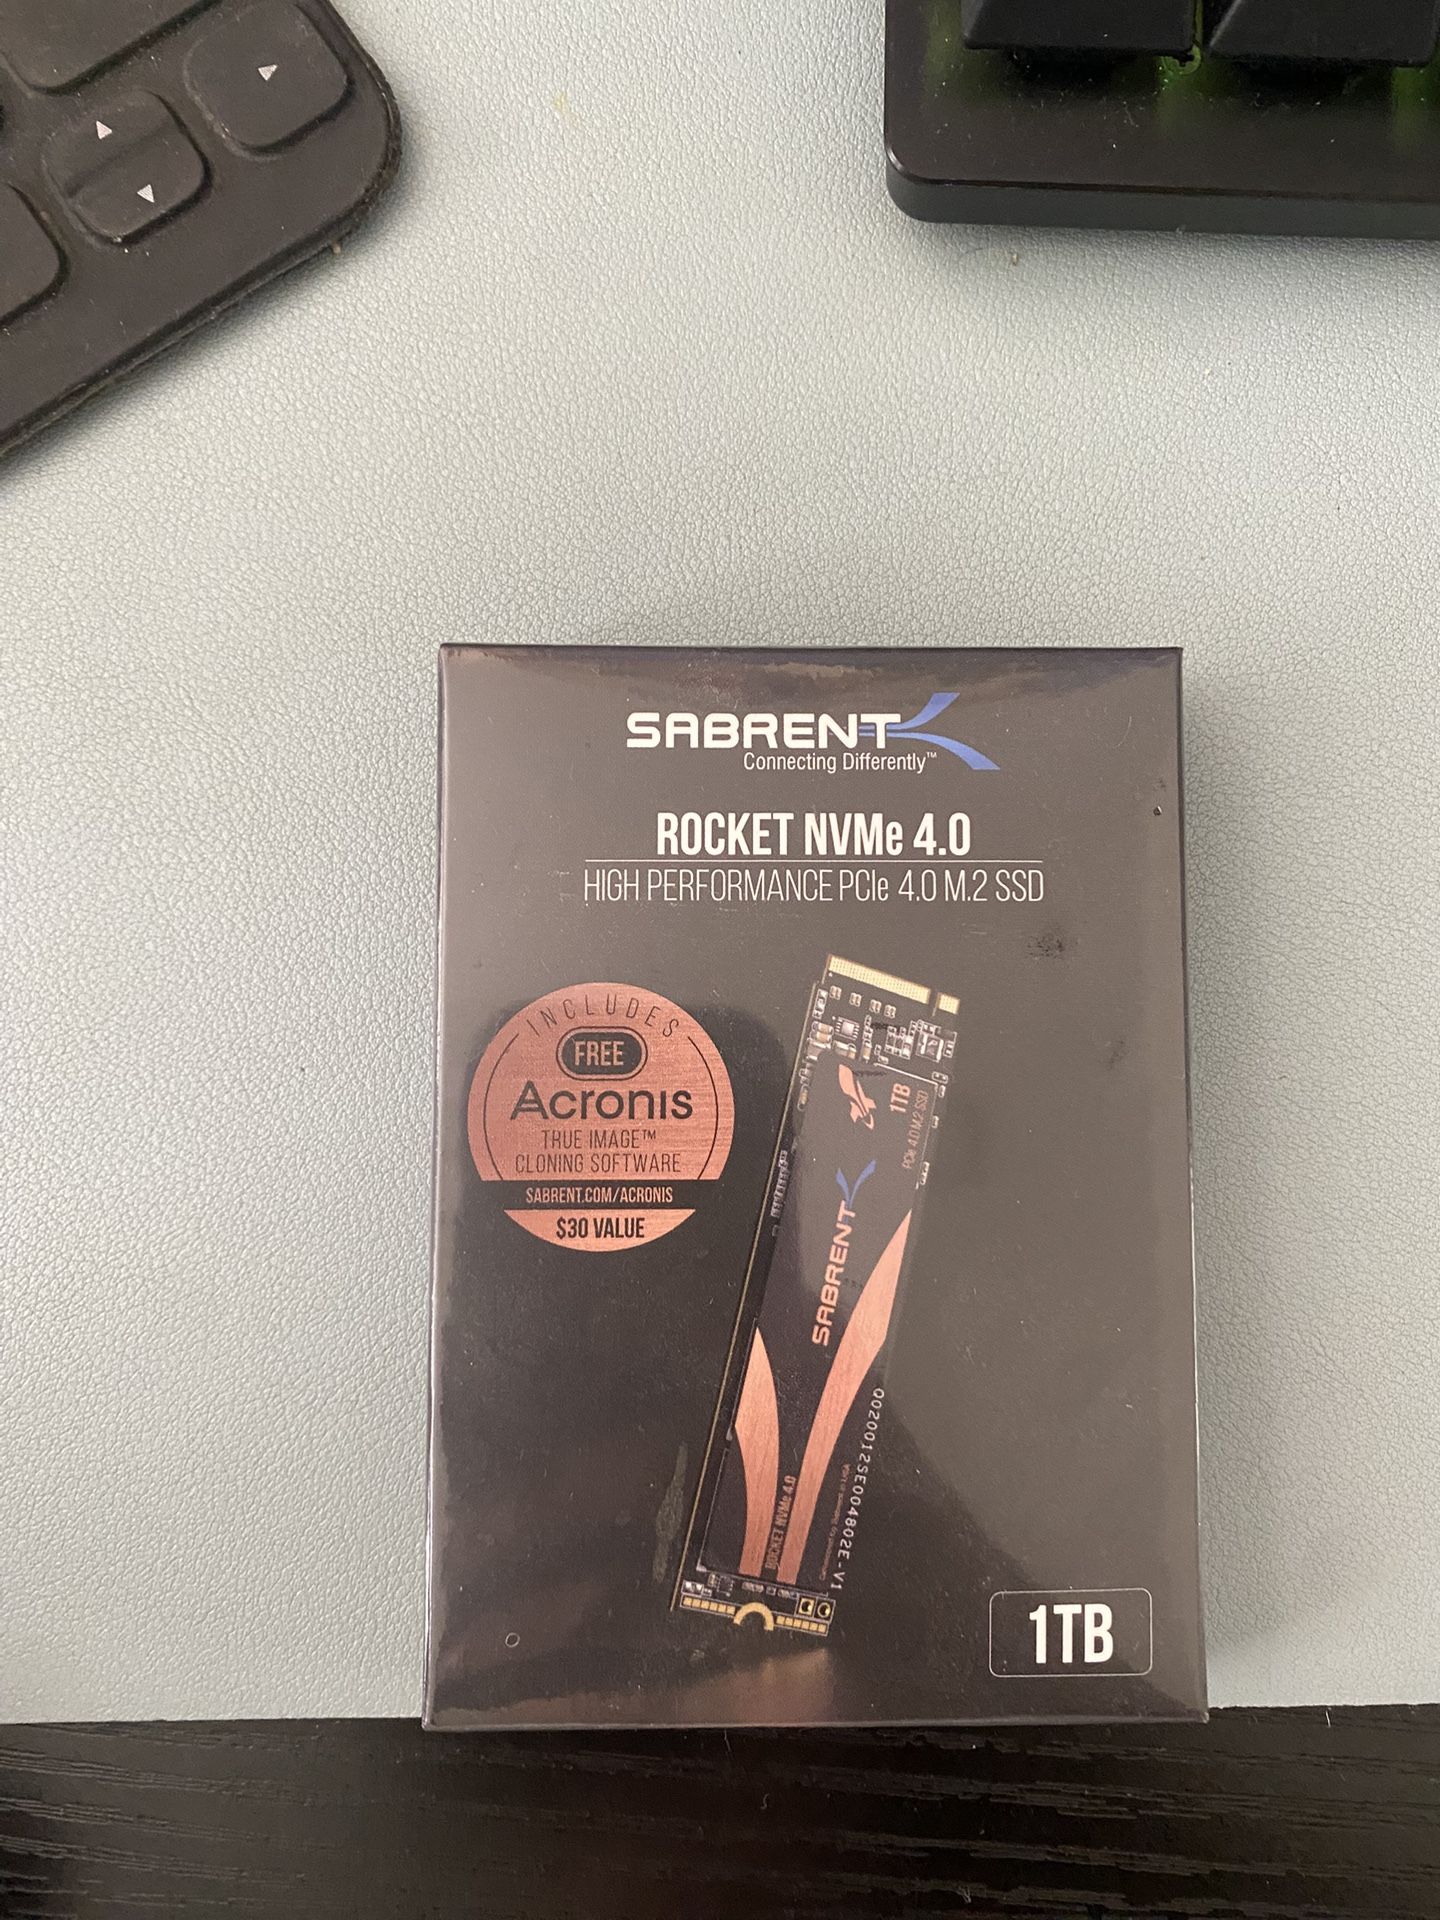 SABRENT
Connecting Differently™
ROCKET NVMe 4.0
HIGH PERFORMANCE PCIe 4.0 M.2 SSD
INCLUDES
FREE
Acronis
TRUE IMAGE™
CLONING SOFTWARE
SABRENT.COM/ACRONIS
$30 VALUE
1TB
PCIe 4.0 M.2 SSD
SABRENT
ROCKET NVMe 4.0
1TB